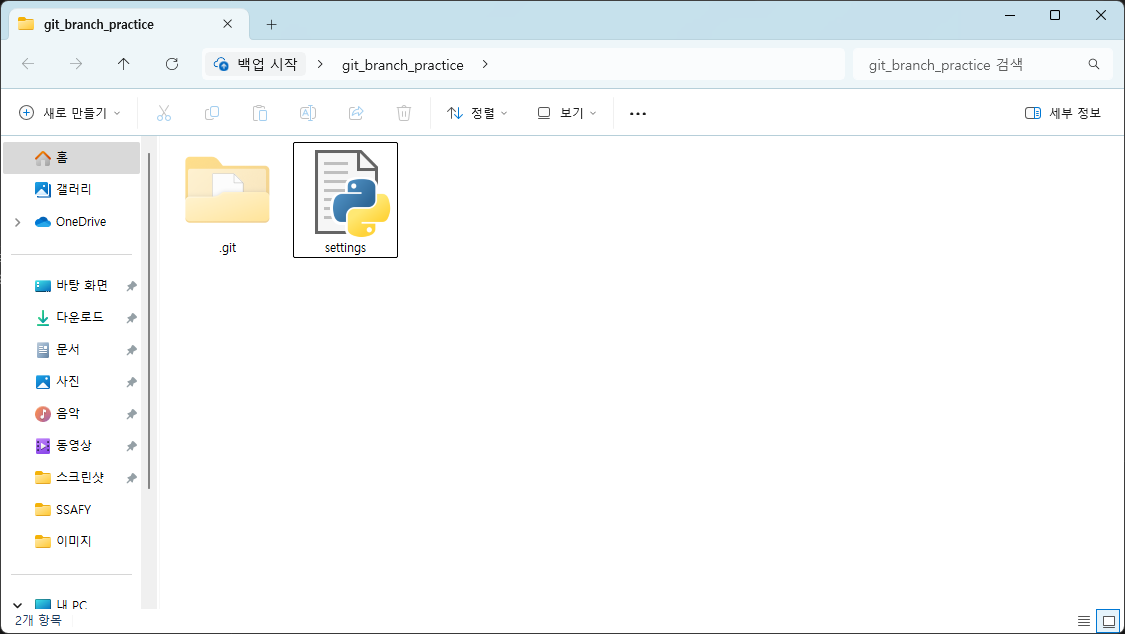 git_branch_practice
백업 시작
git_branch_practice
git_branch_practice 검색
새로 만들기
정렬
보기
세부 정보
홈
갤러리
OneDrive
바탕 화면
다운로드
문서
사진
음악
동영상
스크린샷
SSAFY
이미지
내 PC
.git
settings
2개 항목